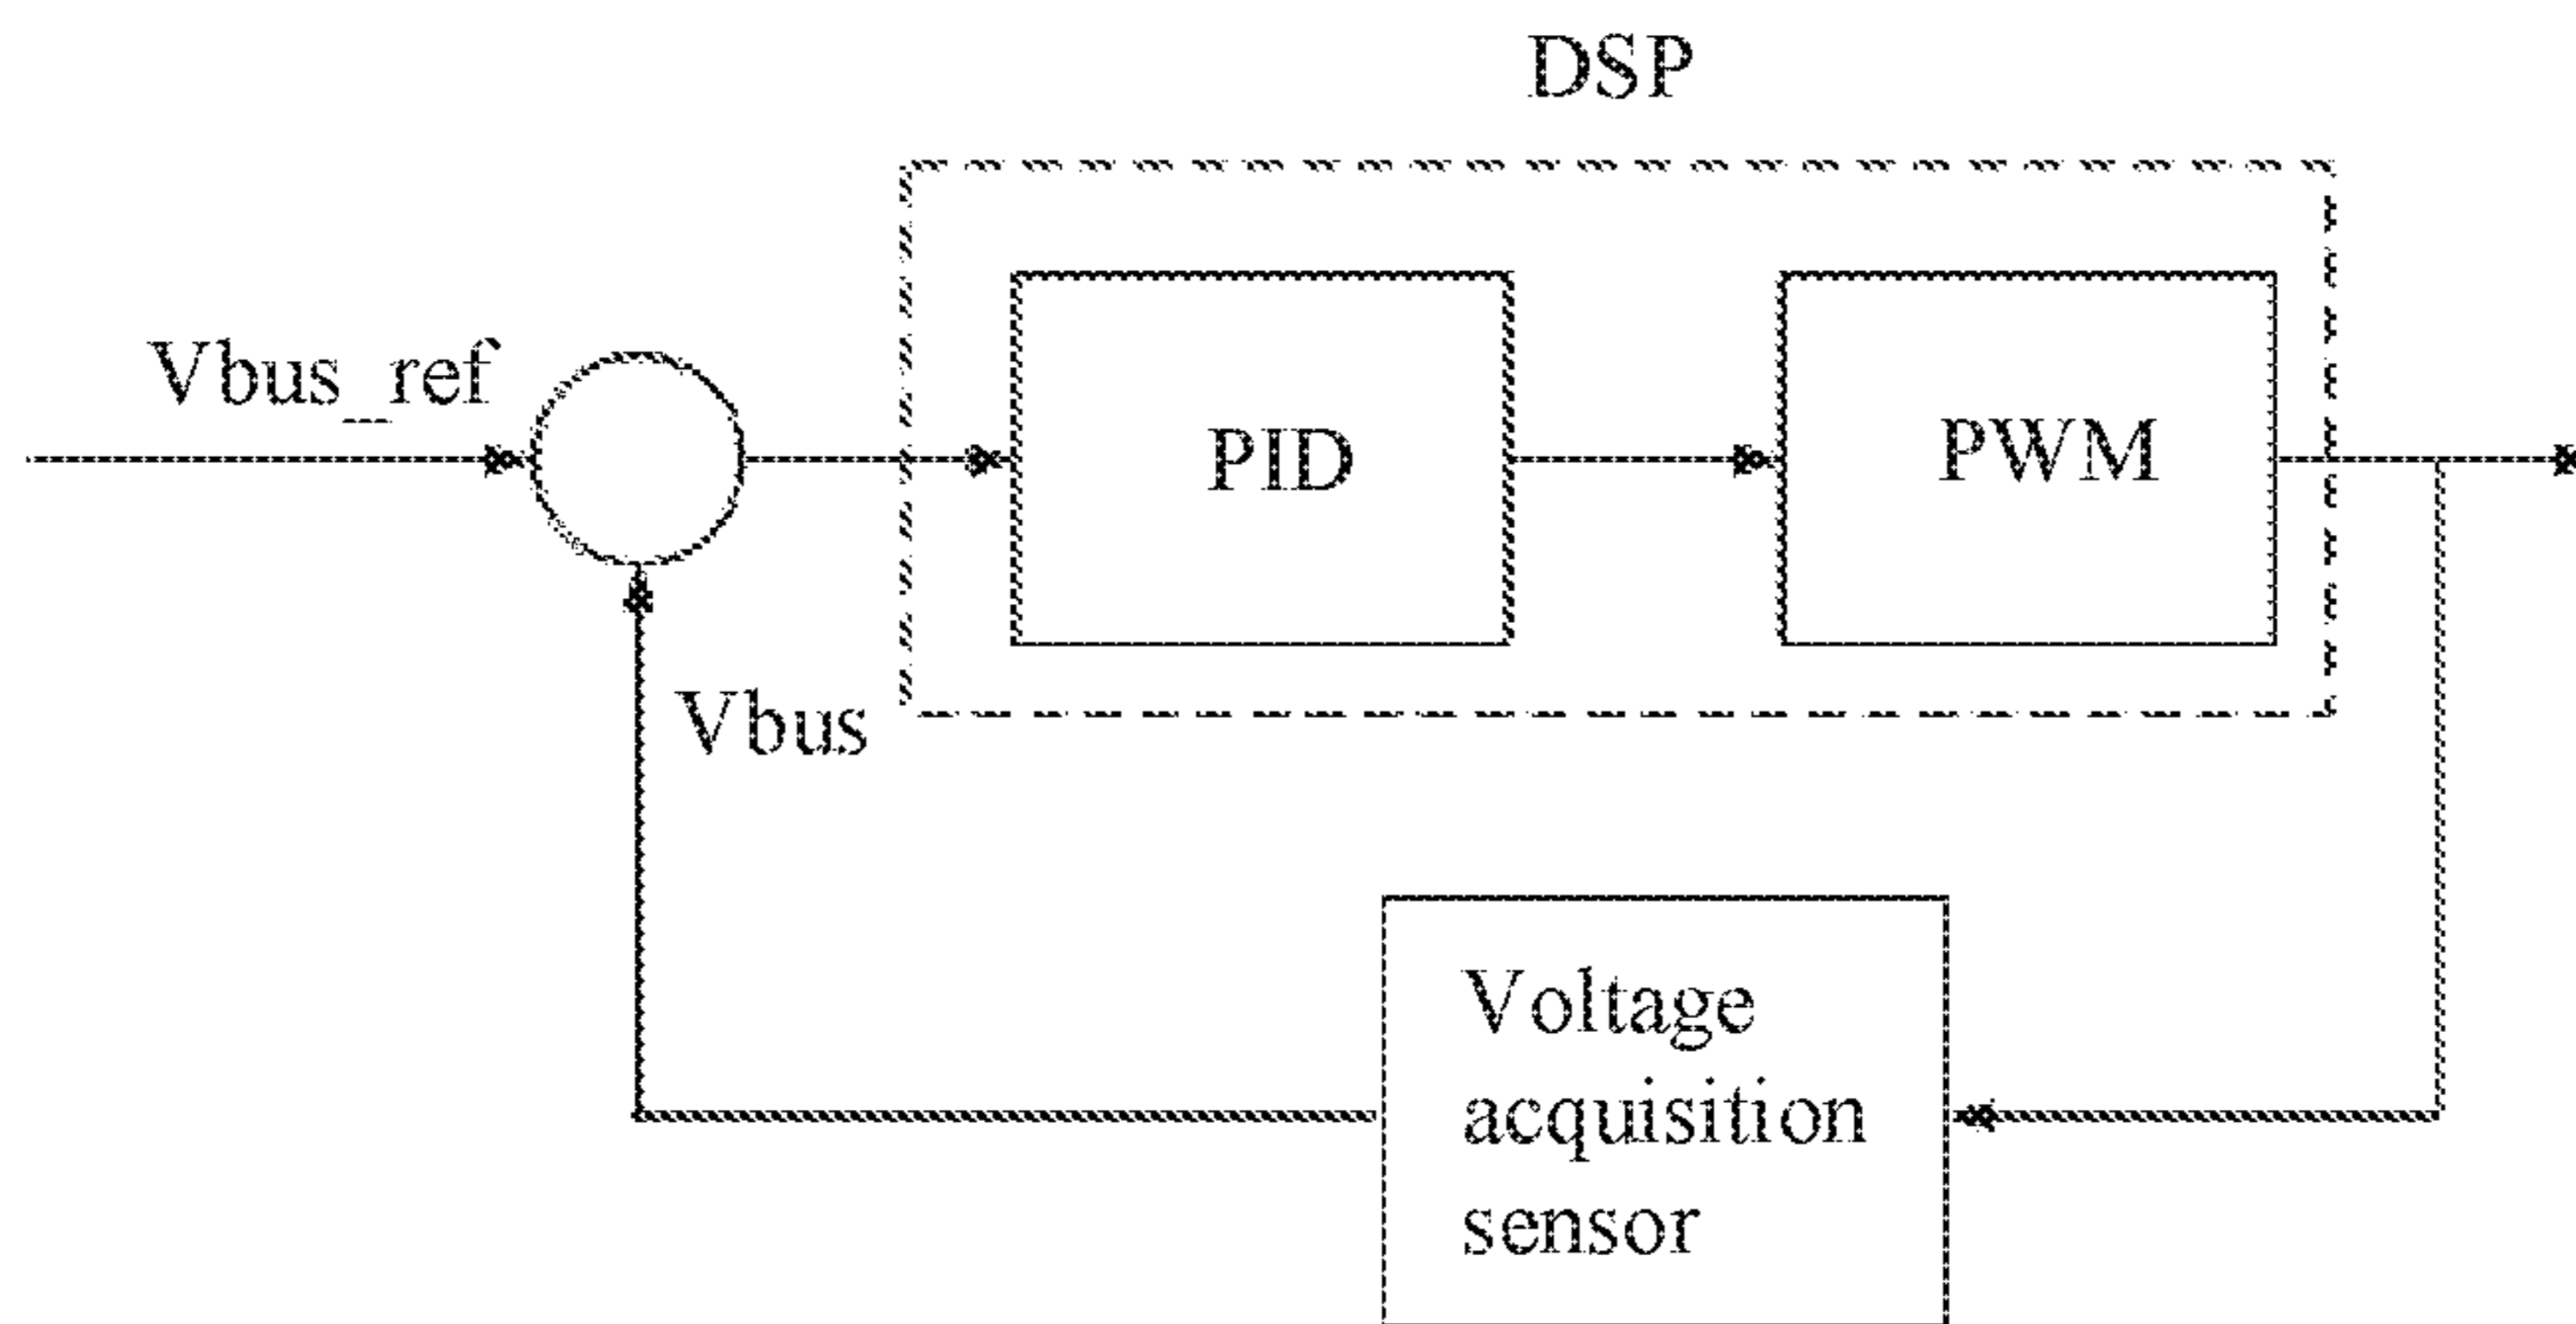 DSP
Vbus_ref
PID
PWM
Vbus
Voltage
acquisition
sensor